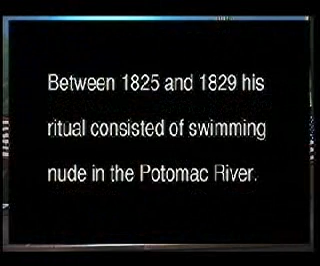 Between 1825 and 1829 his
ritual consisted of swimming
nude in the Potomac River.